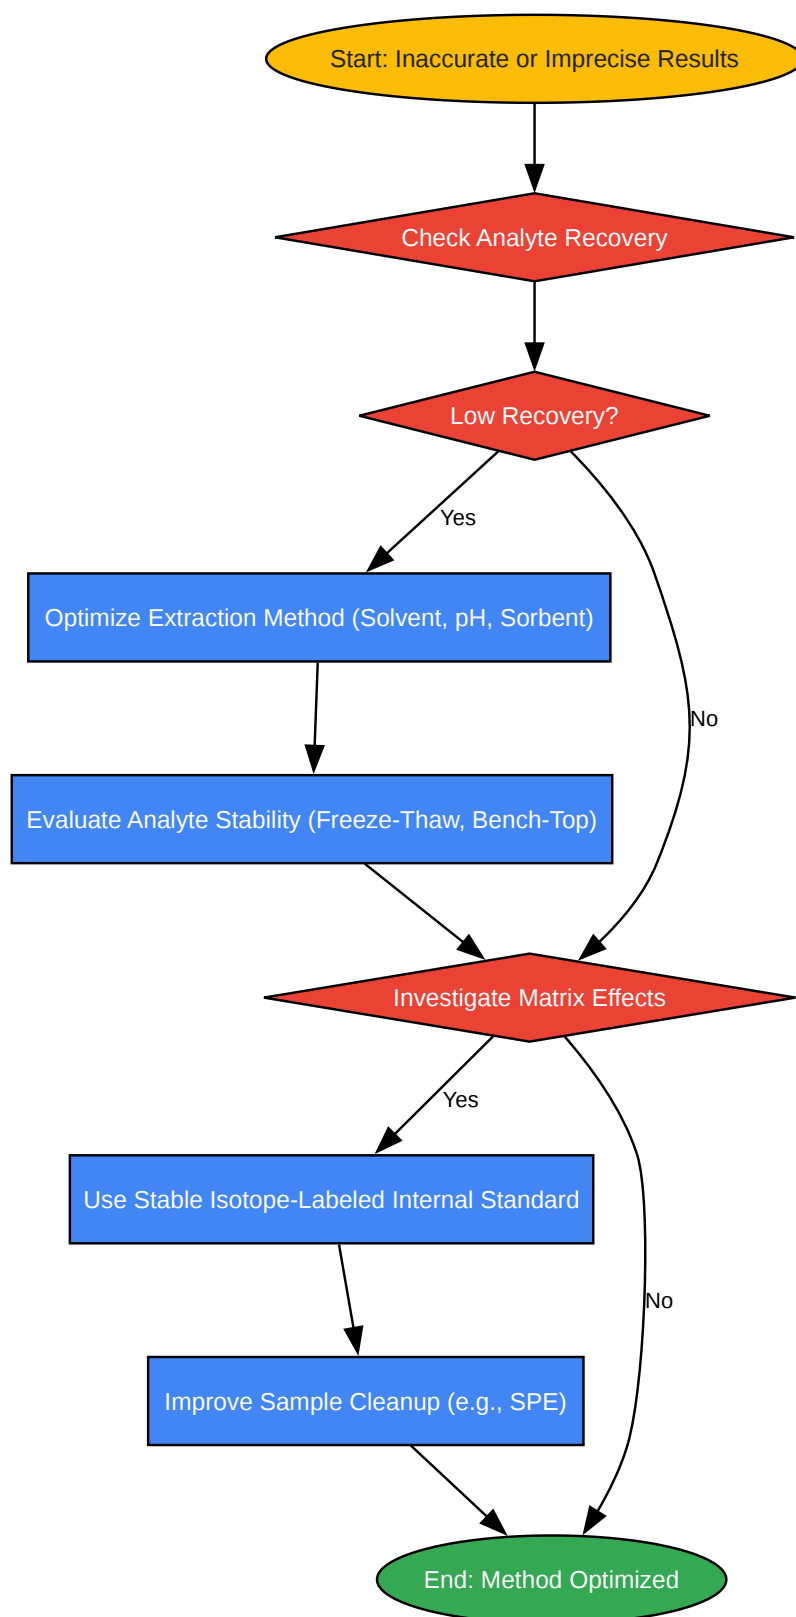 Start: Inaccurate or Imprecise Results
Check Analyte Recovery
Low Recovery?
Yes
Optimize Extraction Method (Solvent, pH, Sorbent)
No
Evaluate Analyte Stability (Freeze-Thaw, Bench-Top)
Investigate Matrix Effects
Yes
Use Stable Isotope-Labeled Internal Standard
No
Improve Sample Cleanup (e.g., SPE)
End: Method Optimized